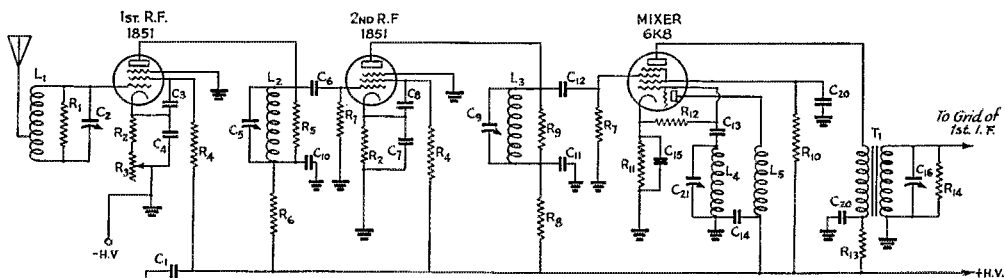 1ST. R.F.
1851
2ND R.F
1851
MIXER
6K8
L1
R1
C2
C3
C4
R2
R3
R4
-H.V
C1
L2
C5
C6
R5
C10
R6
R7
C8
C7
R2
R4
L3
C9
C12
R9
C11
R8
R7
R12
C13
R11
C15
L4
C21
C14
L5
R10
C20
T1
C20
R13
C16
R14
To Grid of
1st. I.F.
+H.V.